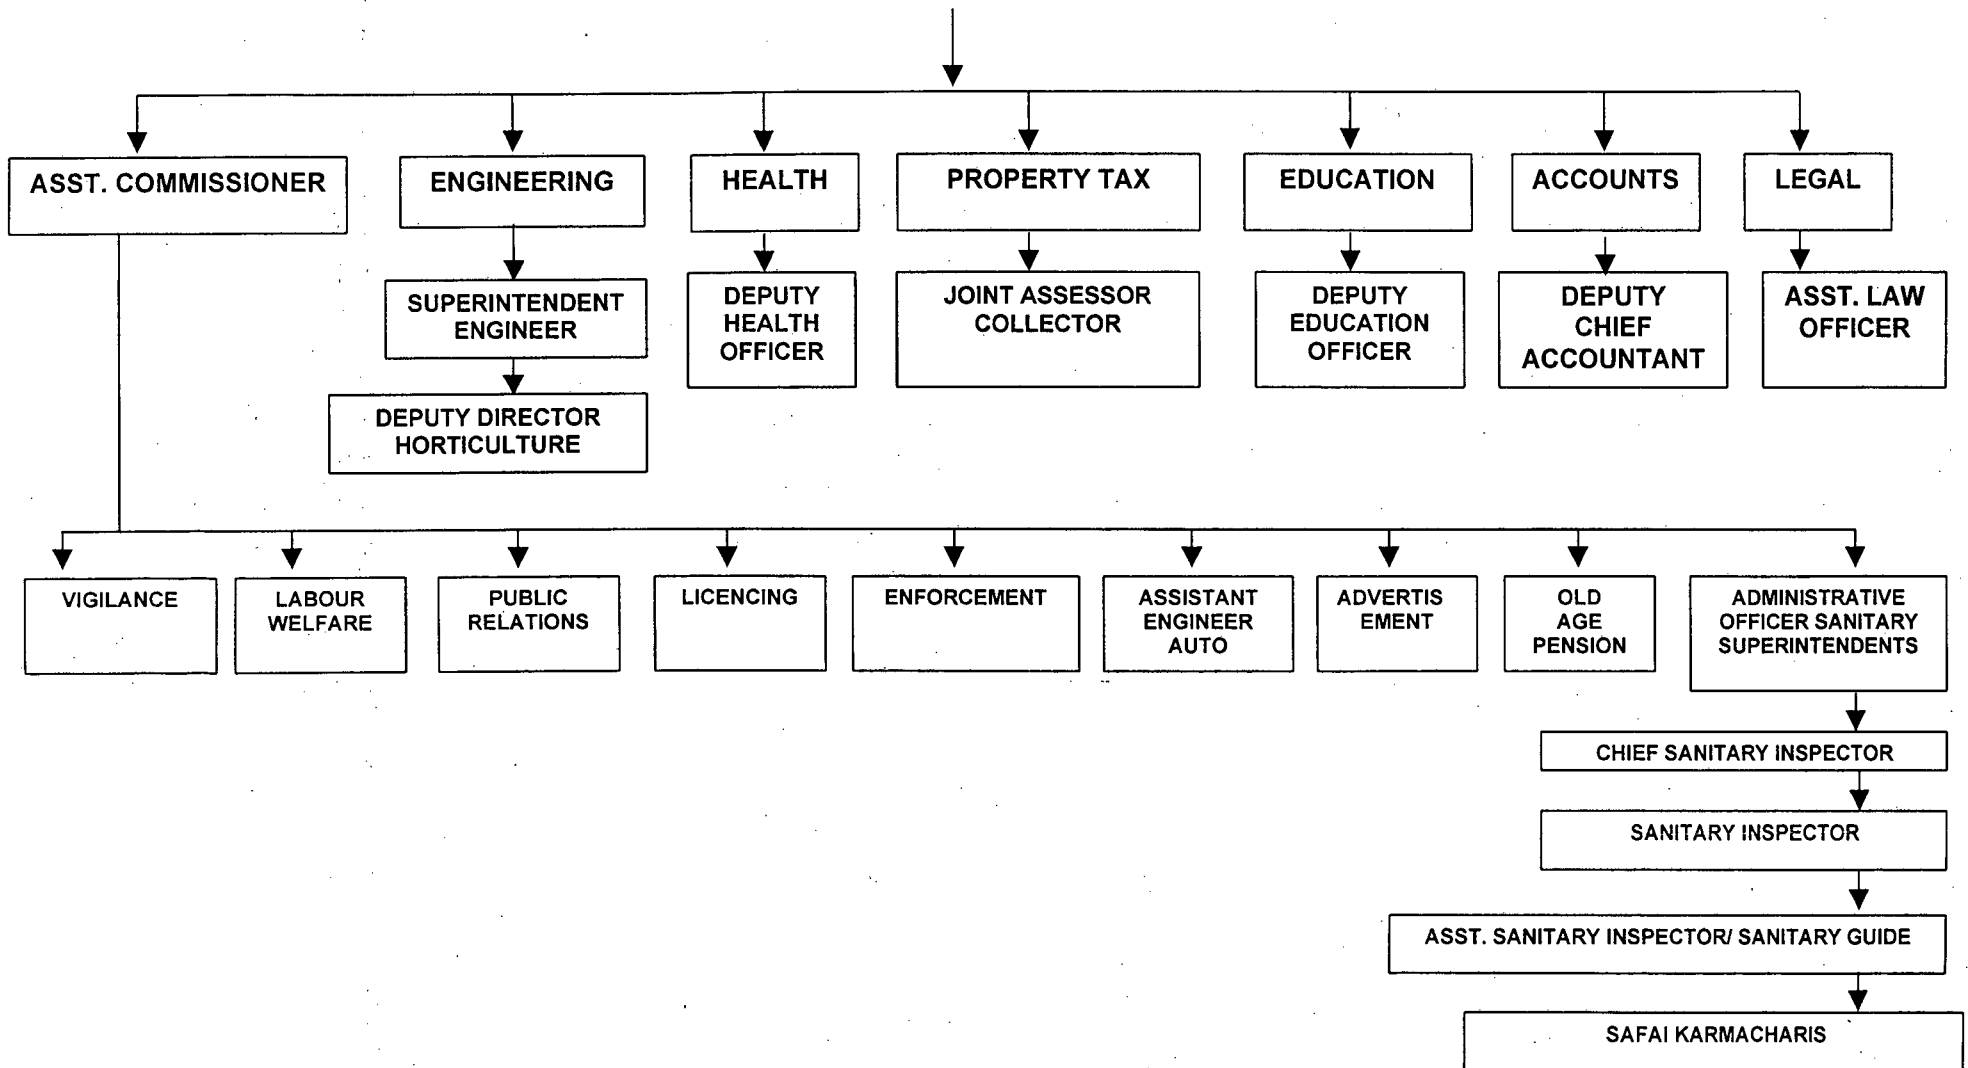 ASST. COMMISSIONER
ENGINEERING
HEALTH
PROPERTY TAX
EDUCATION
ACCOUNTS
LEGAL
SUPERINTENDENT
ENGINEER
DEPUTY
HEALTH
OFFICER
JOINT ASSESSOR
COLLECTOR
DEPUTY
EDUCATION
OFFICER
DEPUTY
CHIEF
ACCOUNTANT
ASST. LAW
OFFICER
DEPUTY DIRECTOR
HORTICULTURE
VIGILANCE
LABOUR
WELFARE
PUBLIC
RELATIONS
LICENCING
ENFORCEMENT
ASSISTANT
ENGINEER
AUTO
ADVERTIS
EMENT
OLD
AGE
PENSION
ADMINISTRATIVE
OFFICER SANITARY
SUPERINTENDENTS
CHIEF SANITARY INSPECTOR
SANITARY INSPECTOR
ASST. SANITARY INSPECTOR/ SANITARY GUIDE
SAFAI KARMACHARIS